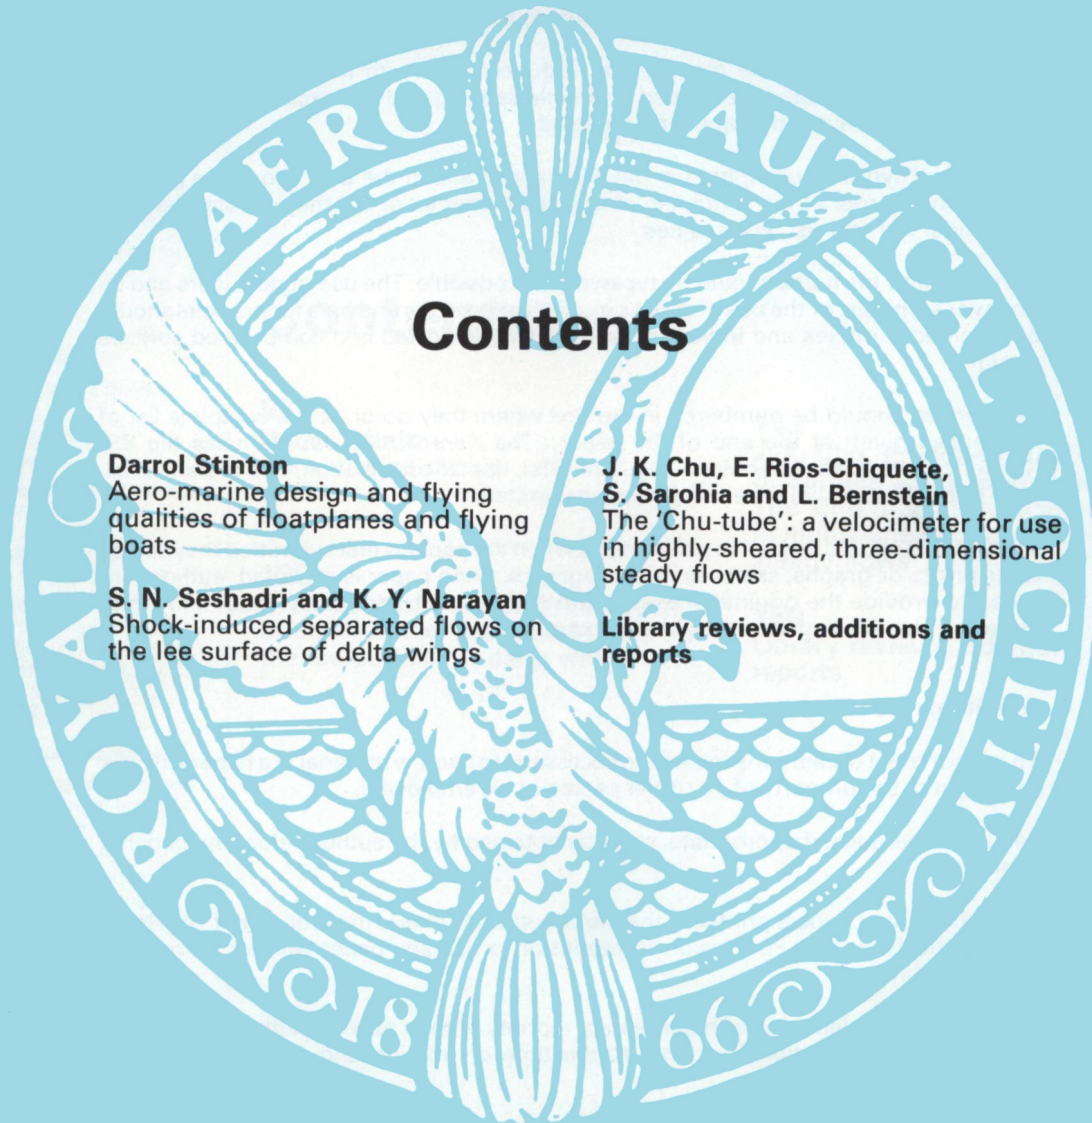 ROYAL AERONAUTICAL · SOCIETY
1866
Contents
Darrol Stinton
Aero-marine design and flying
qualities of floatplanes and flying
boats
S. N. Seshadri and K. Y. Narayan
Shock-induced separated flows on
the lee surface of delta wings
J. K. Chu, E. Rios-Chiquete,
S. Sarohia and L. Bernstein
The 'Chu-tube': a velocimeter for use
in highly-sheared, three-dimensional
steady flows
Library reviews, additions and
reports